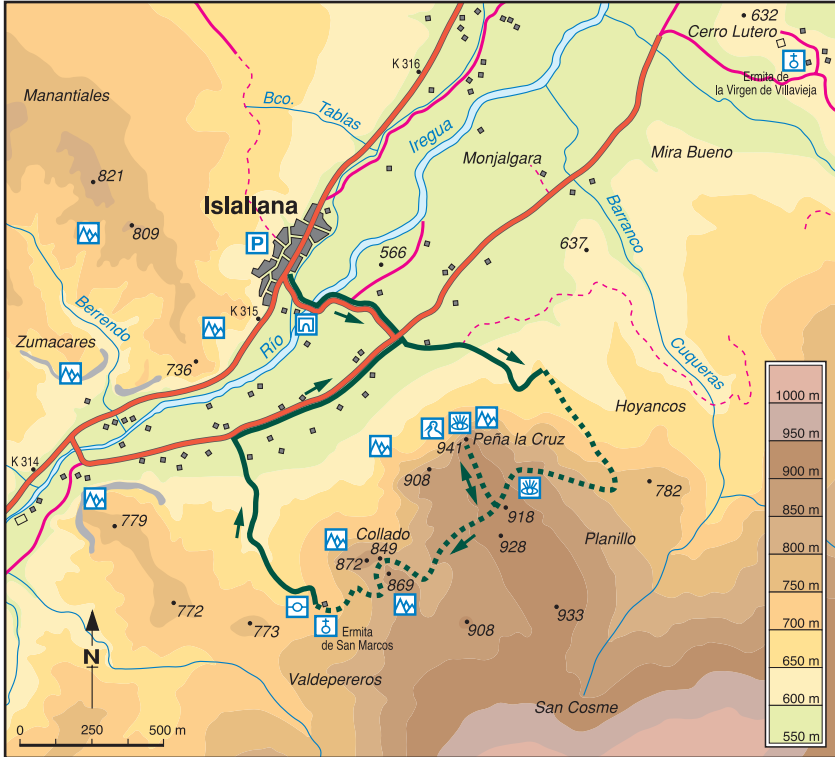 632
Cerro Lutero
Ermita de
la Virgen de Villavieja
K 316
Manantiales
Bco. Tablas
Iregua
Monjalgara
Mira Bueno
821
809
Islallana
P
566
637
Barranco
Cuqueras
K 315
Berrendo
Río
Zumacares
736
Hoyancos
941
Peña la Cruz
908
782
K 314
918
928
Planillo
779
Collado
849
872
869
772
773
933
908
Ermita
de San Marcos
Valdepereros
San Cosme
N
0 250 500 m
1000 m
950 m
900 m
850 m
800 m
750 m
700 m
650 m
600 m
550 m